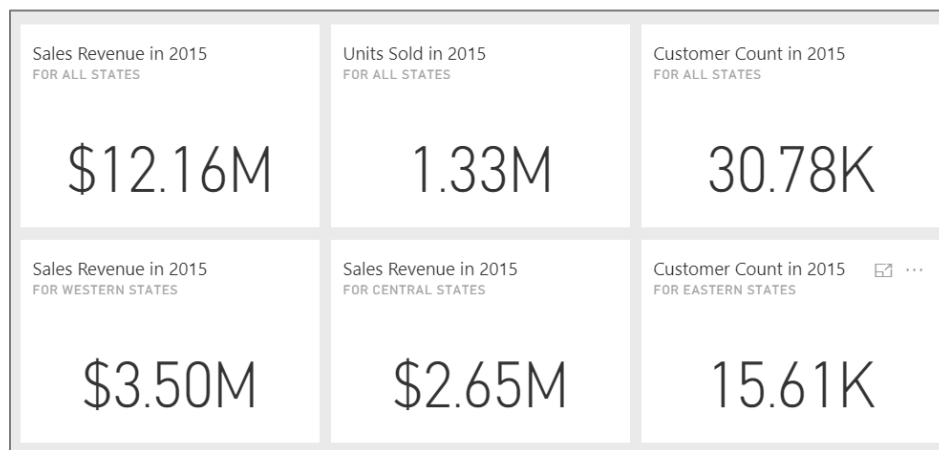 Sales Revenue in 2015
FOR ALL STATES
$12.16M
Units Sold in 2015
FOR ALL STATES
1.33M
Customer Count in 2015
FOR ALL STATES
30.78K
Sales Revenue in 2015
FOR WESTERN STATES
$3.50M
Sales Revenue in 2015
FOR CENTRAL STATES
$2.65M
Customer Count in 2015
FOR EASTERN STATES
15.61K